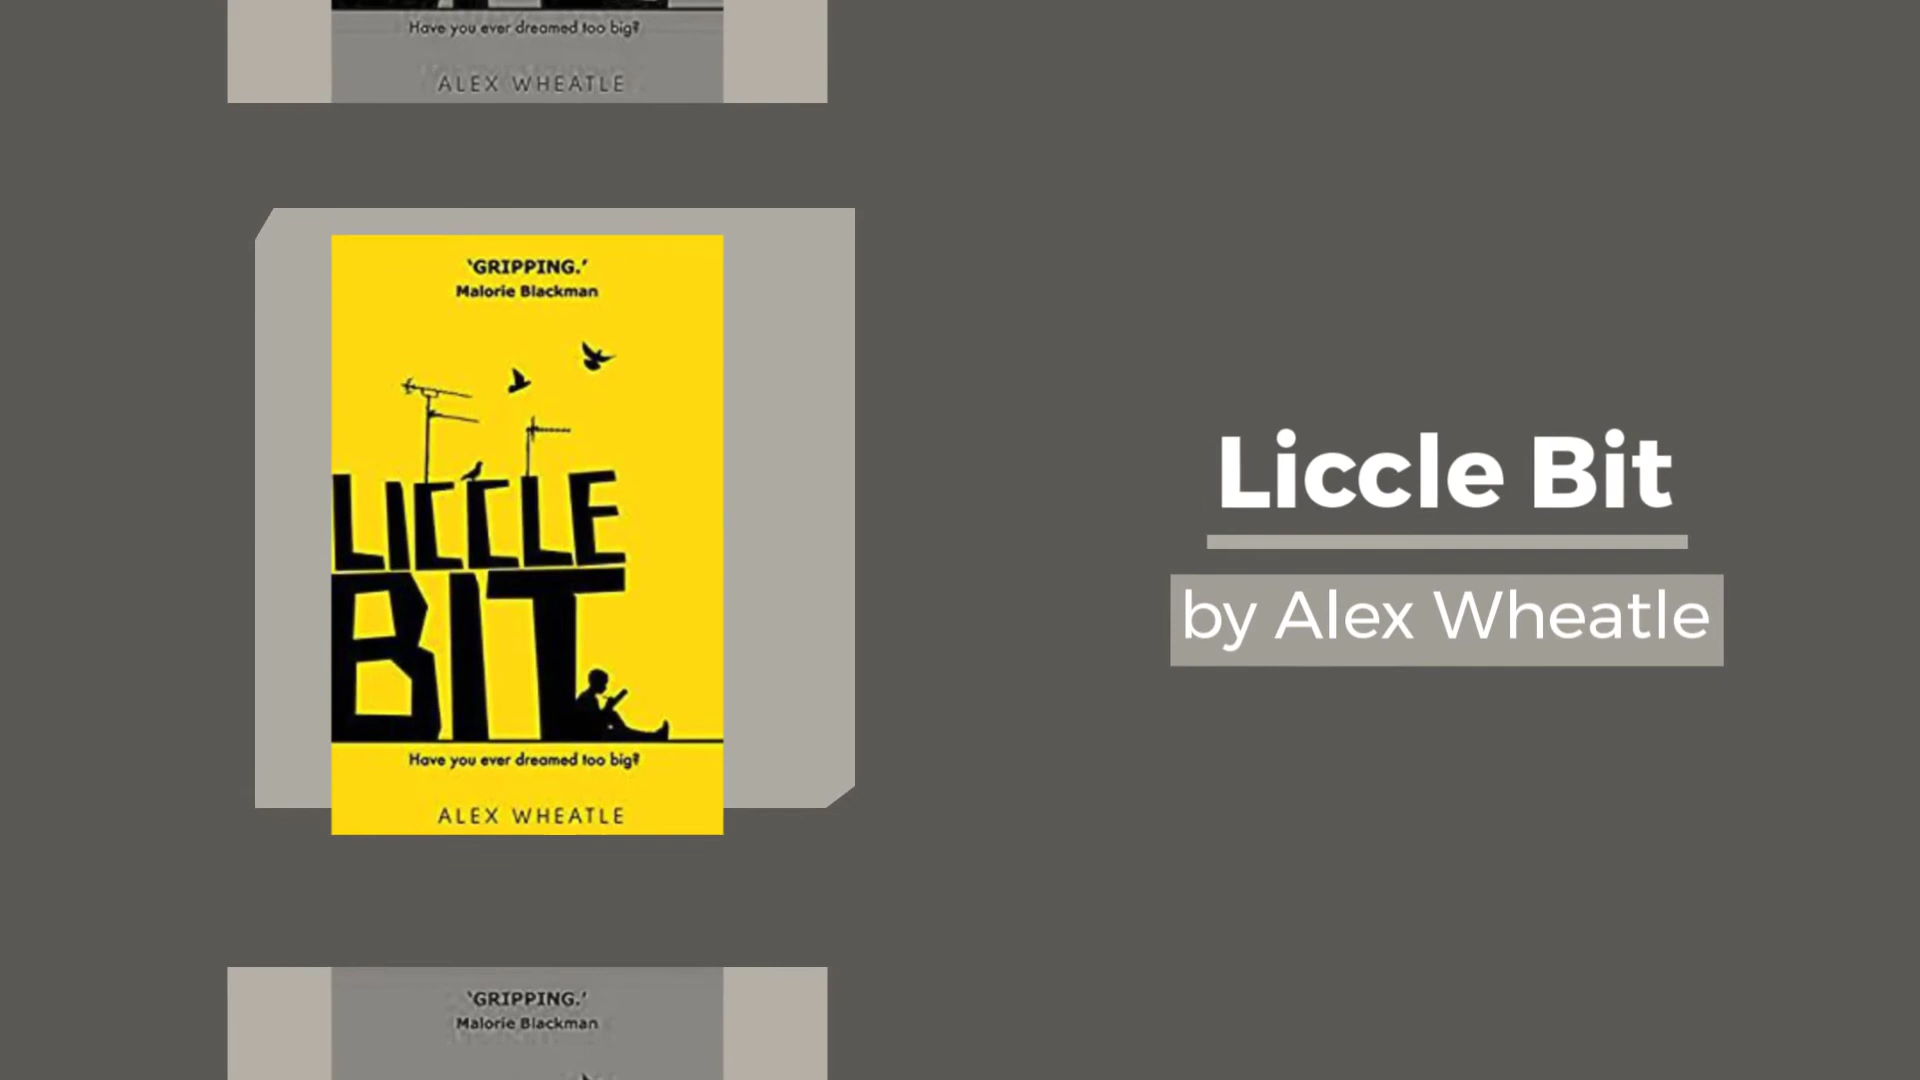 Have you ever dreamed too big?
ALEX WHEATLE
‘GRIPPING.’
Malorie Blackman
LICCLE
BIT
Have you ever dreamed too big?
ALEX WHEATLE
Liccle Bit
by Alex Wheatle
‘GRIPPING.’
Malorie Blackman